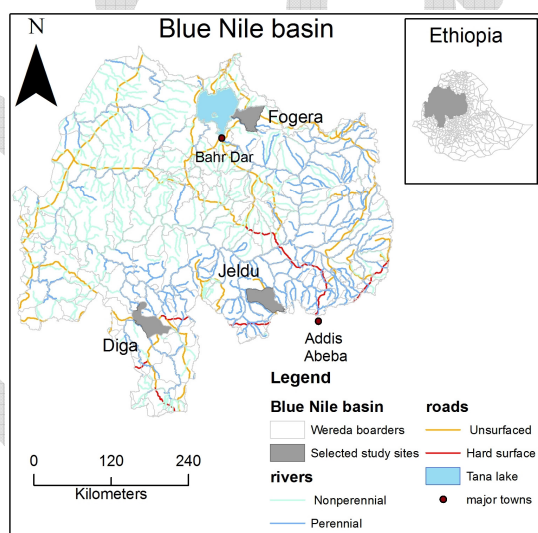 Blue Nile basin
N
Ethiopia
Fogera
Bahr Dar
Jeldu
Diga
Addis
Abeba
Legend
Blue Nile basin
Wereda boarders
Selected study sites
rivers
Nonperennial
Perennial
roads
Unsurfaced
Hard surface
Tana lake
major towns
0 120 240
Kilometers